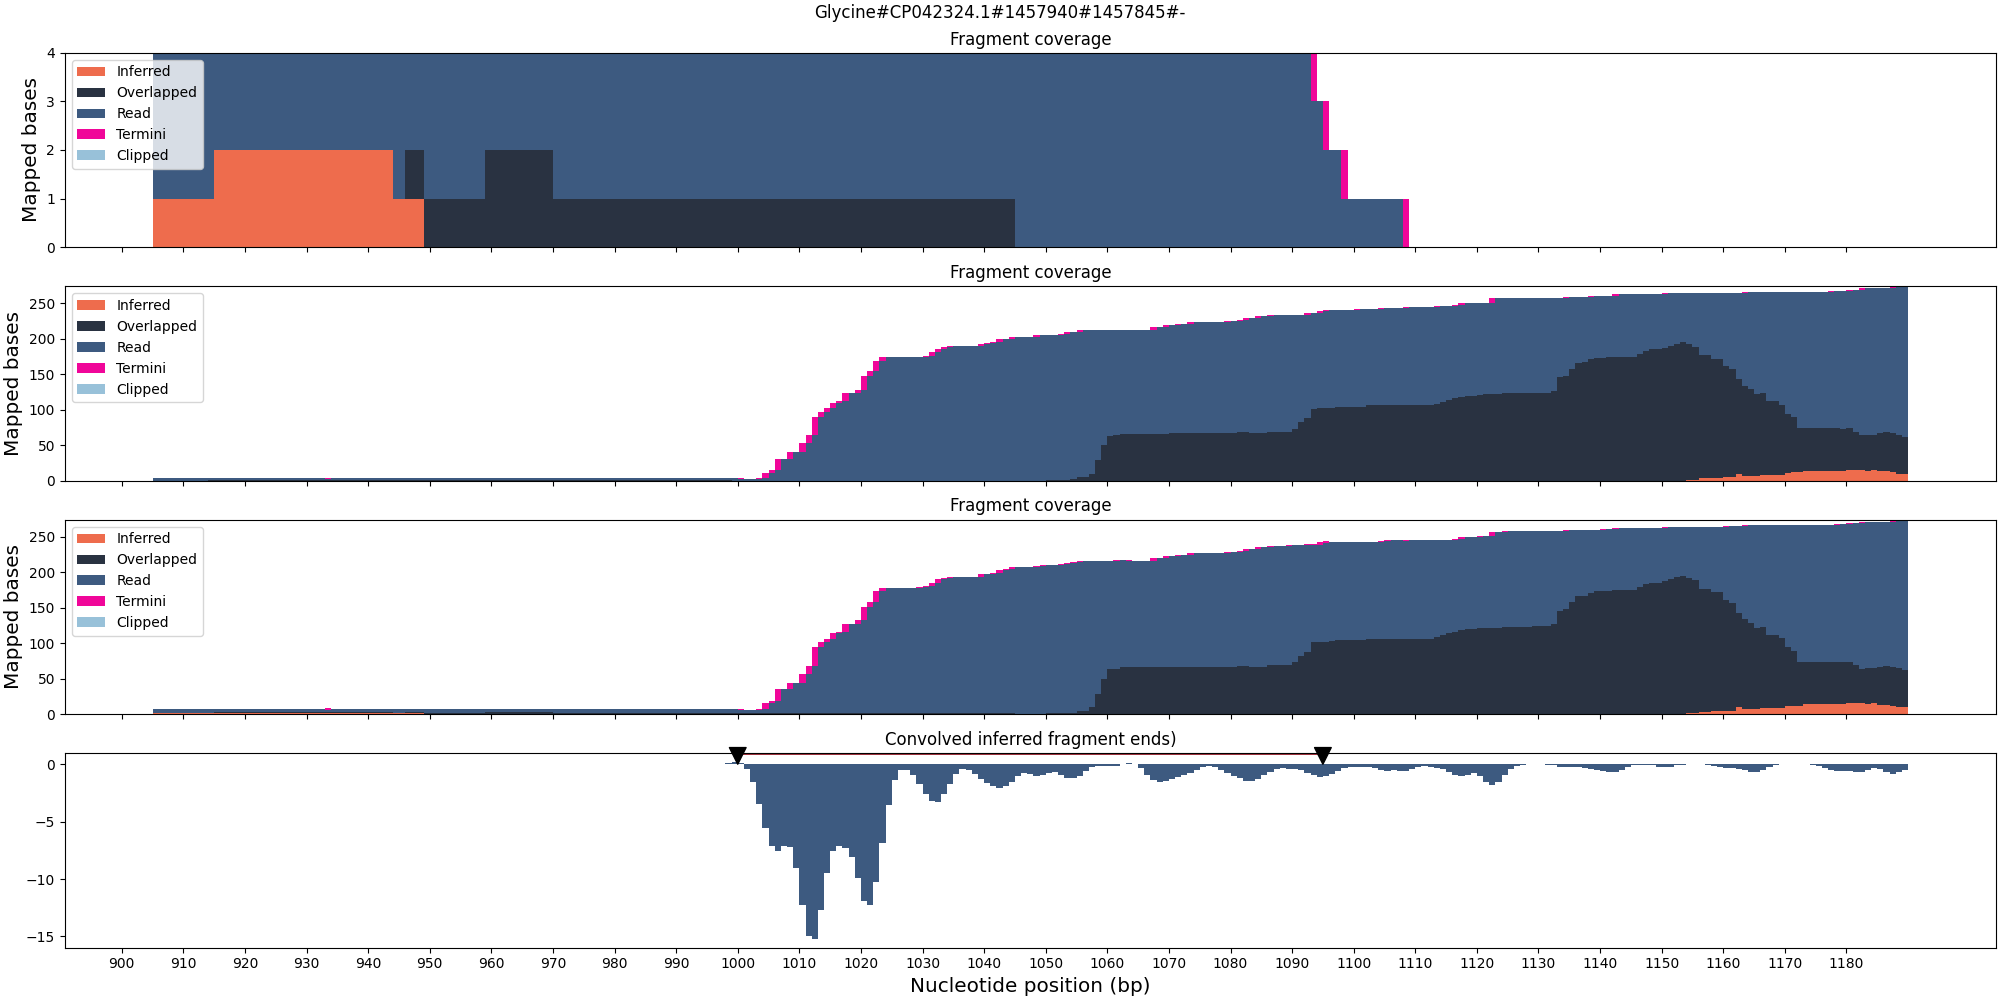 Glycine#CP042324.1#1457940#1457845#-
Fragment coverage
Mapped bases
4
3
2
1
0
Inferred
Overlapped
Read
Termini
Clipped
Fragment coverage
Mapped bases
250
200
150
100
50
0
Inferred
Overlapped
Read
Termini
Clipped
Fragment coverage
Mapped bases
250
200
150
100
50
0
Inferred
Overlapped
Read
Termini
Clipped
Convolved inferred fragment ends)
0
−5
−10
−15
900 910 920 930 940 950 960 970 980 990 1000 1010 1020 1030 1040 1050 1060 1070 1080 1090 1100 1110 1120 1130 1140 1150 1160 1170 1180
Nucleotide position (bp)